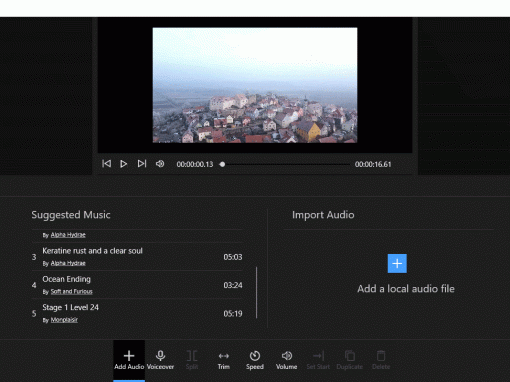 00:00:00.13
00:00:16.61
Suggested Music
Import Audio
By Alpha Hydrae
3 Keratine rust and a clear soul 05:03
By Alpha Hydrae
4 Ocean Ending 03:24
By Soft and Furious
5 Stage 1 Level 24 05:19
By Monplaisir
Add a local audio file
Add Audio Voiceover Split Trim Speed Volume Set Start Duplicate Delete